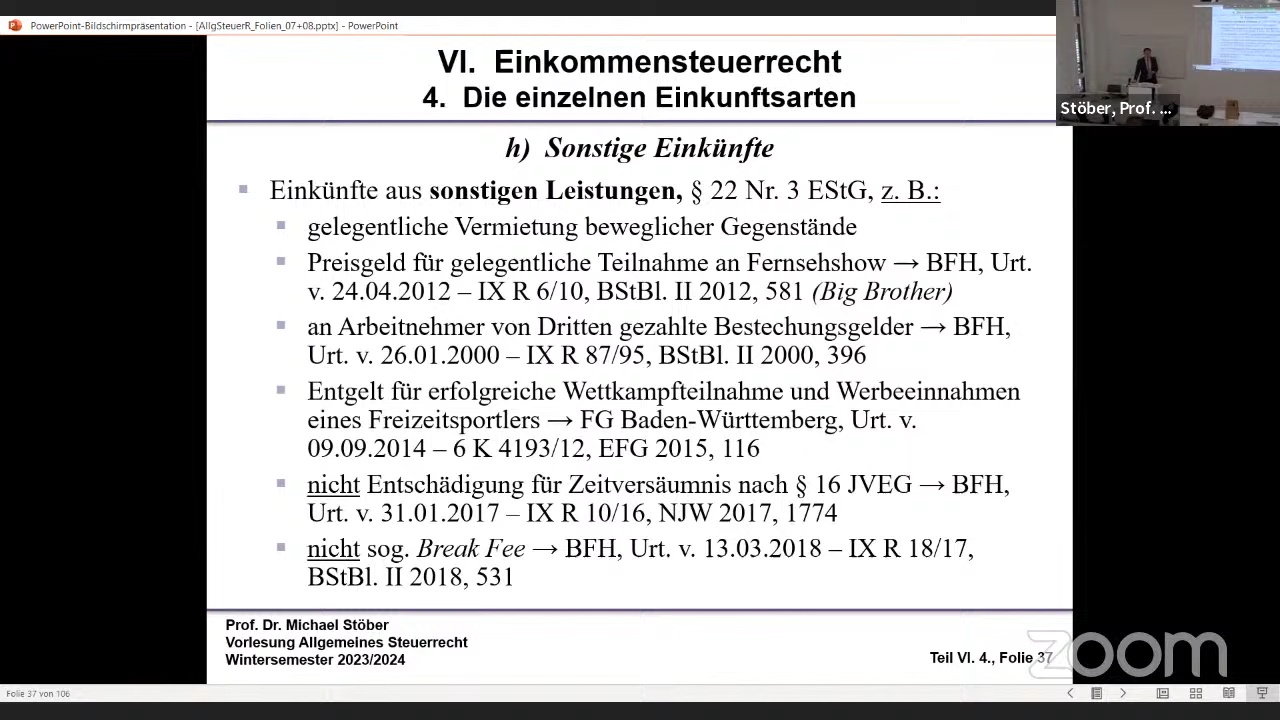 PowerPoint-Bildschirmpräsentation - [AllgSteuerR_Folien_07+08.pptx] - PowerPoint
Stöber, Prof. ...
VI. Einkommensteuerrecht
4. Die einzelnen Einkunftsarten
h) Sonstige Einkünfte
Einkünfte aus sonstigen Leistungen, § 22 Nr. 3 EStG, z. B.:
gelegentliche Vermietung beweglicher Gegenstände
Preisgeld für gelegentliche Teilnahme an Fernsehshow → BFH, Urt.
v. 24.04.2012 – IX R 6/10, BStBl. II 2012, 581 (Big Brother)
an Arbeitnehmer von Dritten gezahlte Bestechungsgelder → BFH,
Urt. v. 26.01.2000 – IX R 87/95, BStBl. II 2000, 396
Entgelt für erfolgreiche Wettkampfteilnahme und Werbeeinnahmen
eines Freizeitsportlers → FG Baden-Württemberg, Urt. v.
09.09.2014 – 6 K 4193/12, EFG 2015, 116
nicht Entschädigung für Zeitversäumnis nach § 16 JVEG → BFH,
Urt. v. 31.01.2017 – IX R 10/16, NJW 2017, 1774
nicht sog. Break Fee → BFH, Urt. v. 13.03.2018 – IX R 18/17,
BStBl. II 2018, 531
Prof. Dr. Michael Stöber
Vorlesung Allgemeines Steuerrecht
Wintersemester 2023/2024
Teil VI. 4., Folie 37
zoom
Folie 37 von 106